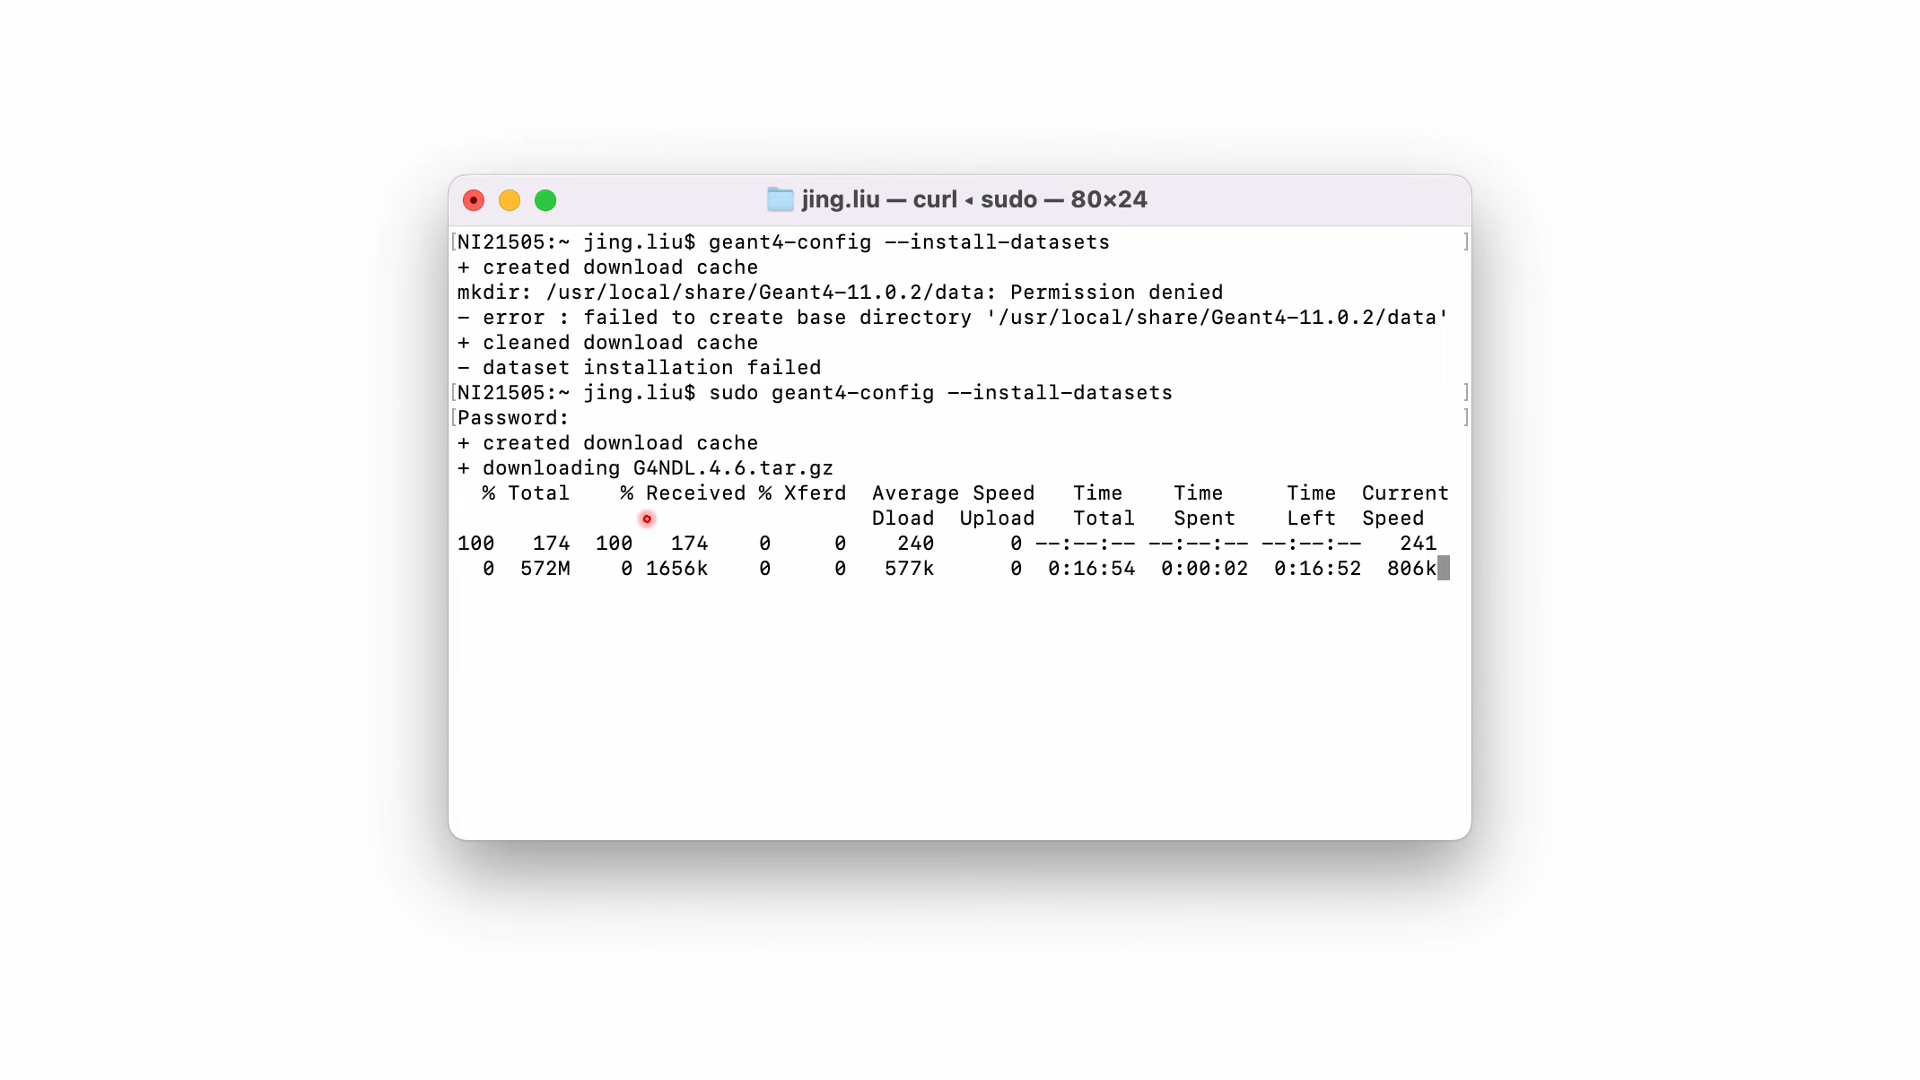 jing.liu — curl ◂ sudo — 80×24
[NI21505:~ jing.liu$ geant4-config --install-datasets ]
+ created download cache
mkdir: /usr/local/share/Geant4-11.0.2/data: Permission denied
- error : failed to create base directory '/usr/local/share/Geant4-11.0.2/data'
+ cleaned download cache
- dataset installation failed
[NI21505:~ jing.liu$ sudo geant4-config --install-datasets ]
[Password: ]
+ created download cache
+ downloading G4NDL.4.6.tar.gz
% Total % Received % Xferd Average Speed Time Time Time Current
Dload Upload Total Spent Left Speed
100 174 100 174 0 0 240 0 --:--:-- --:--:-- --:--:-- 241
0 572M 0 1656k 0 0 577k 0 0:16:54 0:00:02 0:16:52 806k